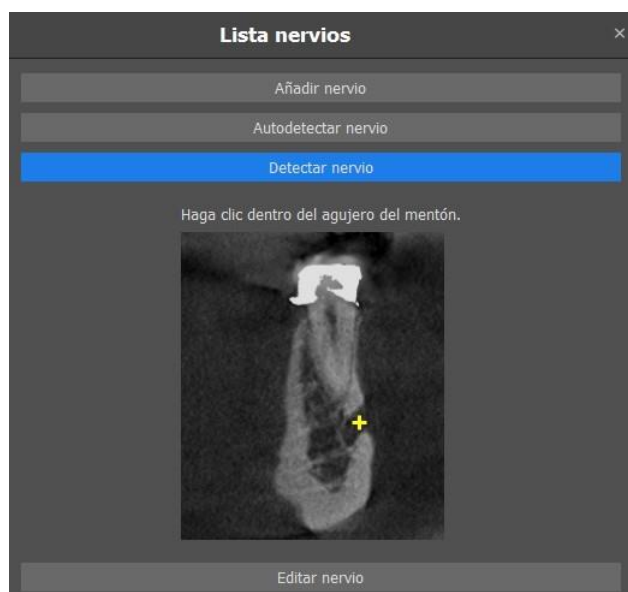 Lista nervios
×
Añadir nervio
Autodetectar nervio
Detectar nervio
Haga clic dentro del agujero del mentón.
Editar nervio